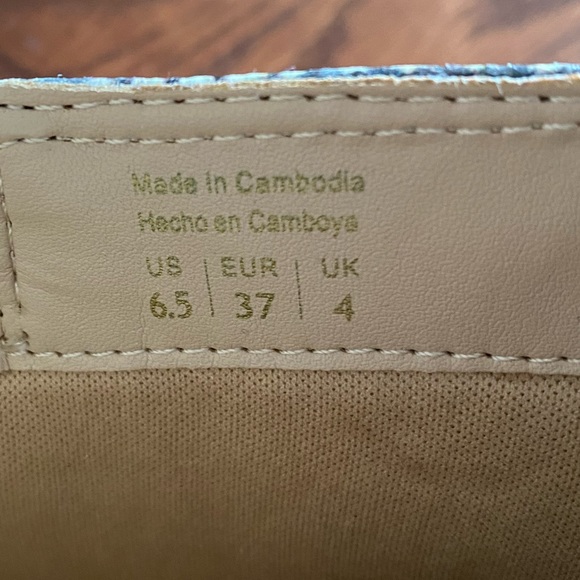 Made in Cambodia
Hecho en Camboya
US | EUR | UK
6.5 | 37 | 4